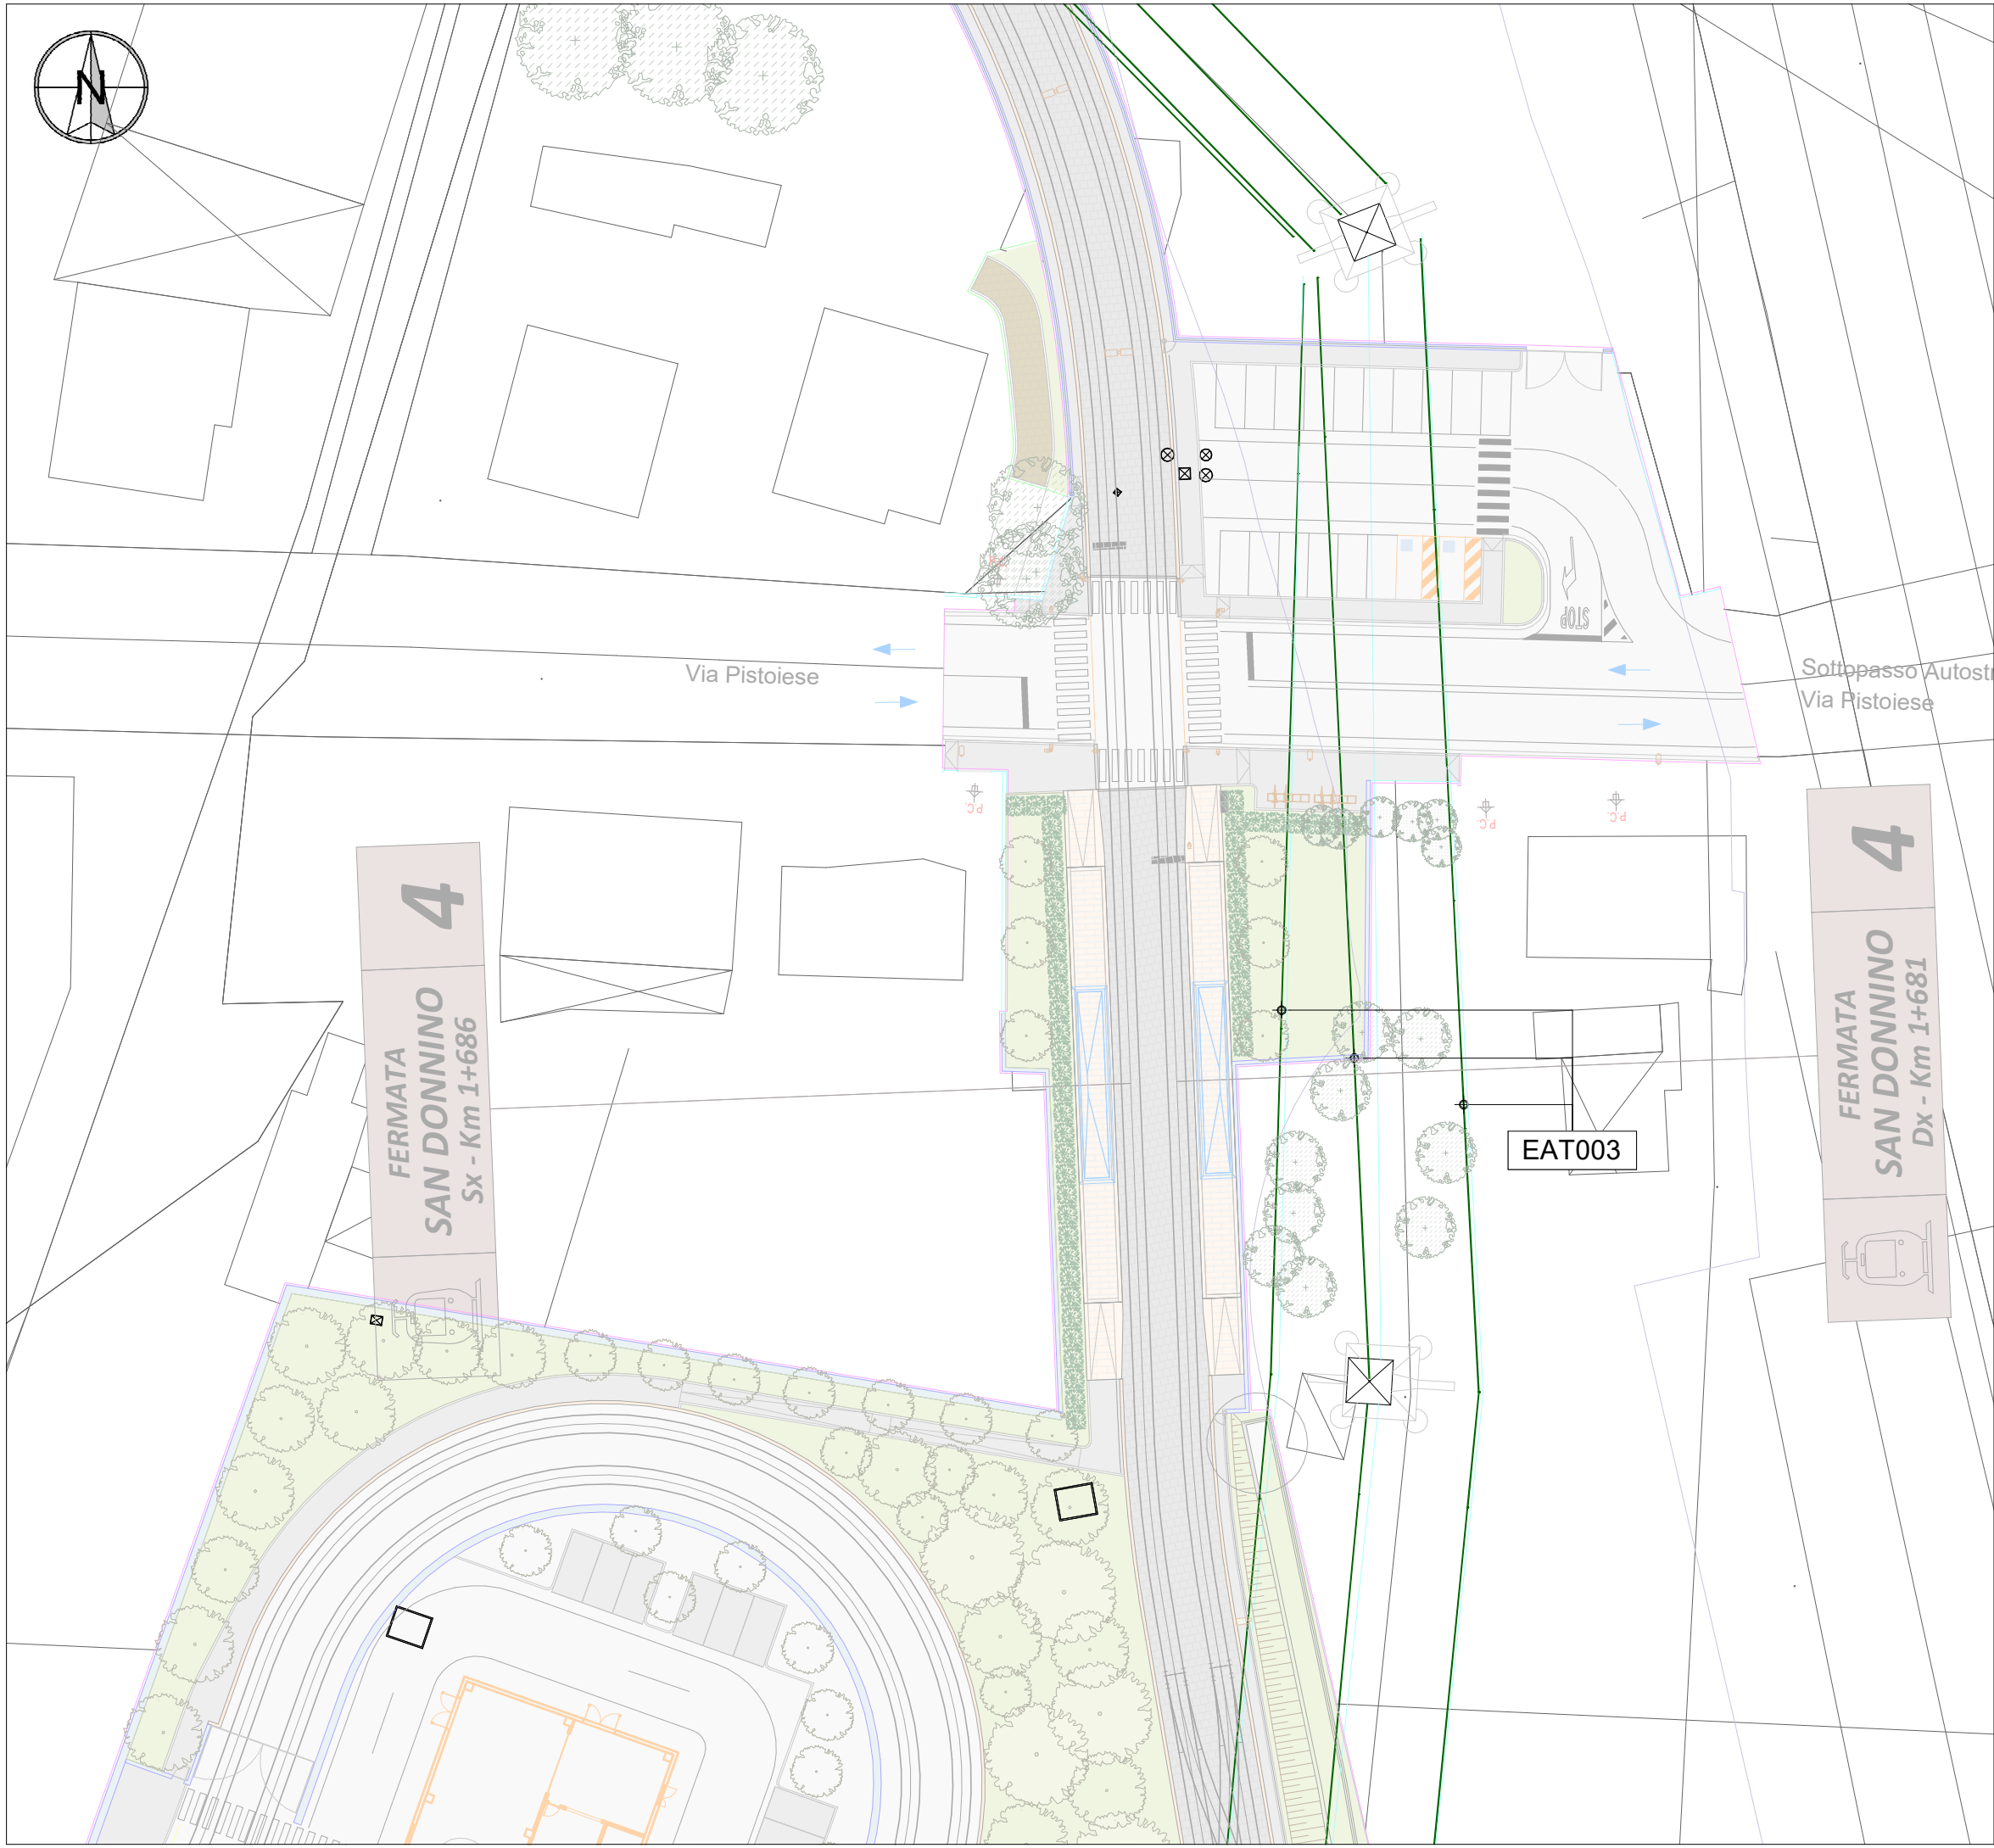 N
Via Pistoiese
Sottopasso Autostr
Via Pistoiese
STOP
P.C.
P.C.
P.C.
4
FERMATA
SAN DONNINO
Sx - Km 1+686
4
FERMATA
SAN DONNINO
Dx - Km 1+681
EAT003